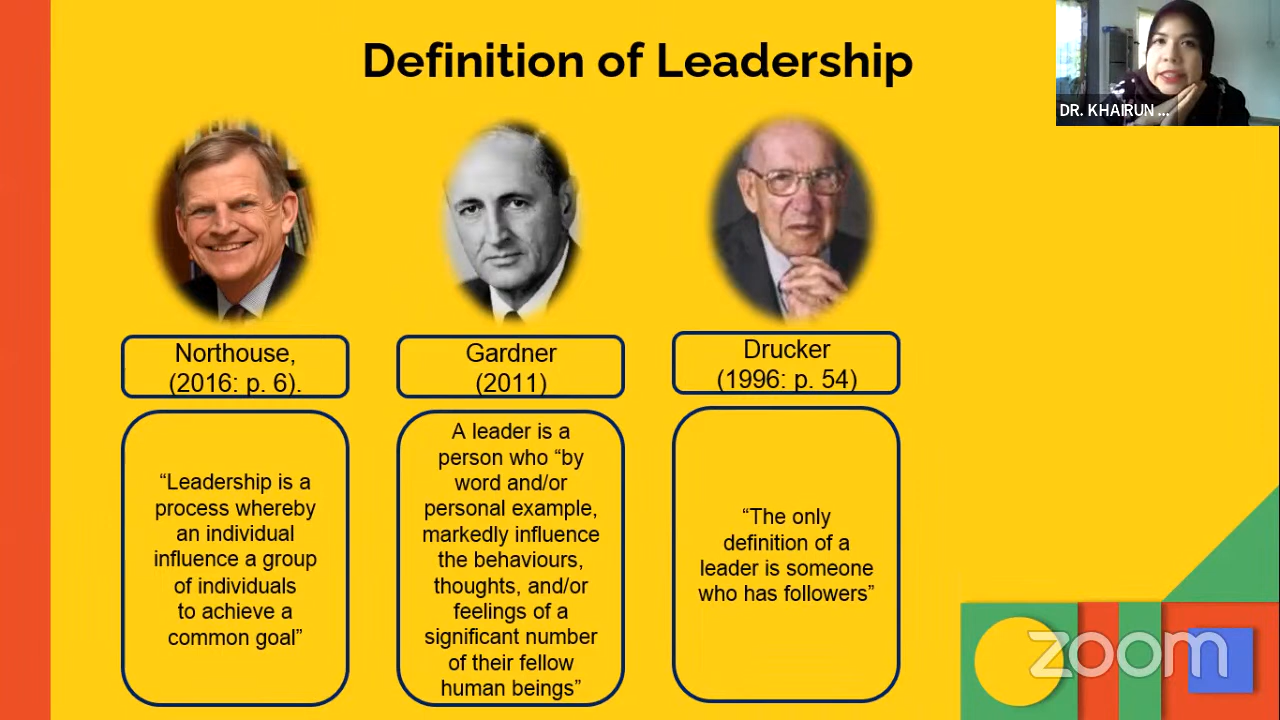 Definition of Leadership
DR. KHAIRUN ...
Northouse,
(2016: p. 6).
Gardner
(2011)
Drucker
(1996: p. 54)
“Leadership is a
process whereby
an individual
influence a group
of individuals
to achieve a
common goal”
A leader is a
person who “by
word and/or
personal example,
markedly influence
the behaviours,
thoughts, and/or
feelings of a
significant number
of their fellow
human beings”
“The only
definition of a
leader is someone
who has followers”
zoom